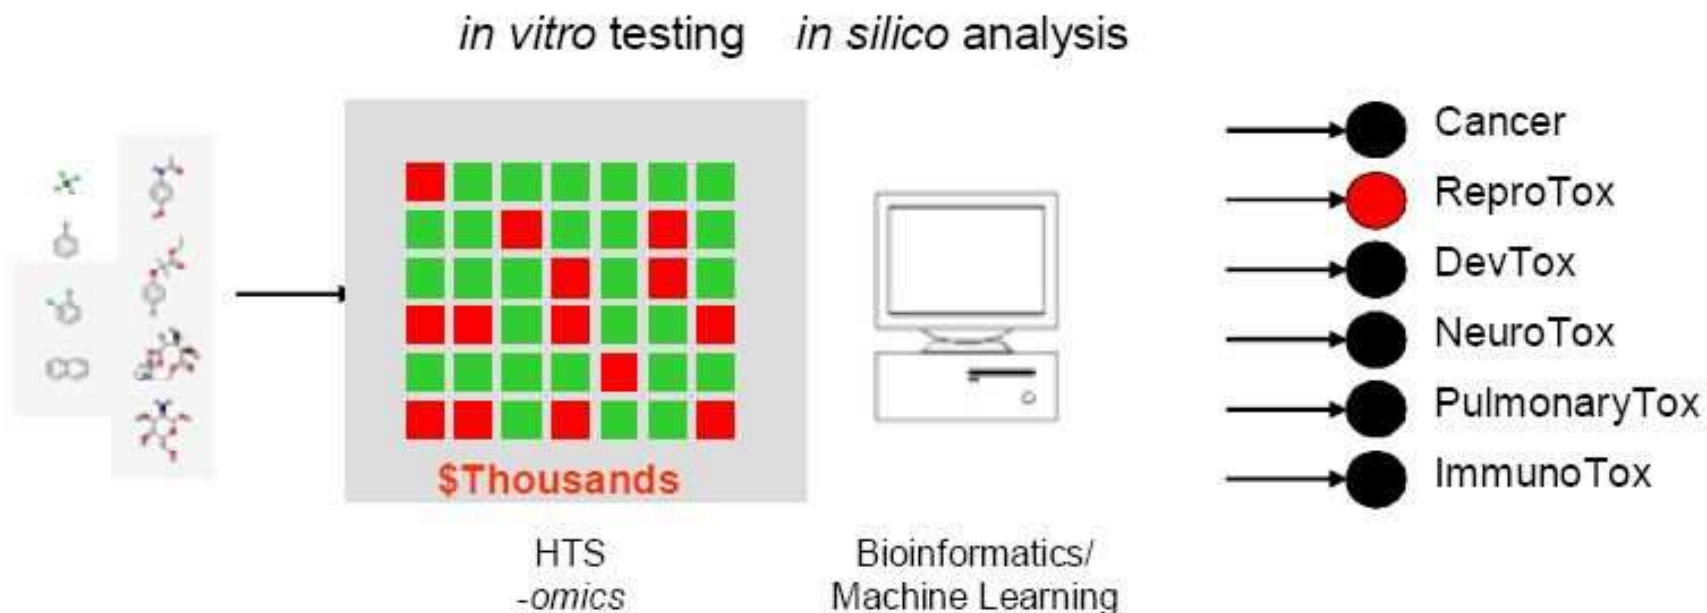 in vitro testing
in silico analysis
$Thousands
HTS
-omics
Bioinformatics/
Machine Learning
Cancer
ReproTox
DevTox
NeuroTox
PulmonaryTox
ImmunoTox